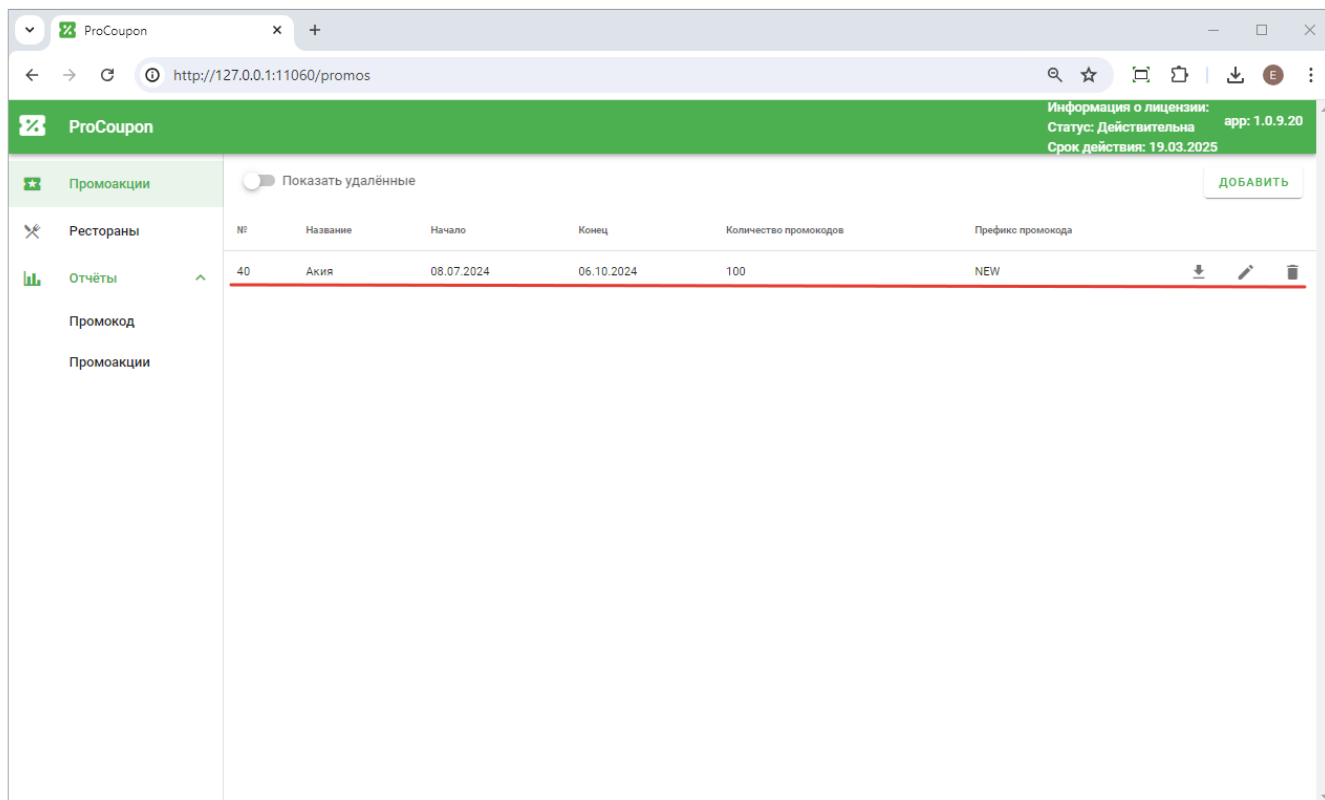 ProCoupon
http://127.0.0.1:11060/promos
E
ProCoupon
Информация о лицензии:
Статус: Действительна
Срок действия: 19.03.2025
app: 1.0.9.20
Промоакции
Рестораны
Отчёты
Промокод
Промоакции
Показать удалённые
ДОБАВИТЬ
№ Название Начало Конец Количество промокодов Префикс промокода
40 Акия 08.07.2024 06.10.2024 100 NEW